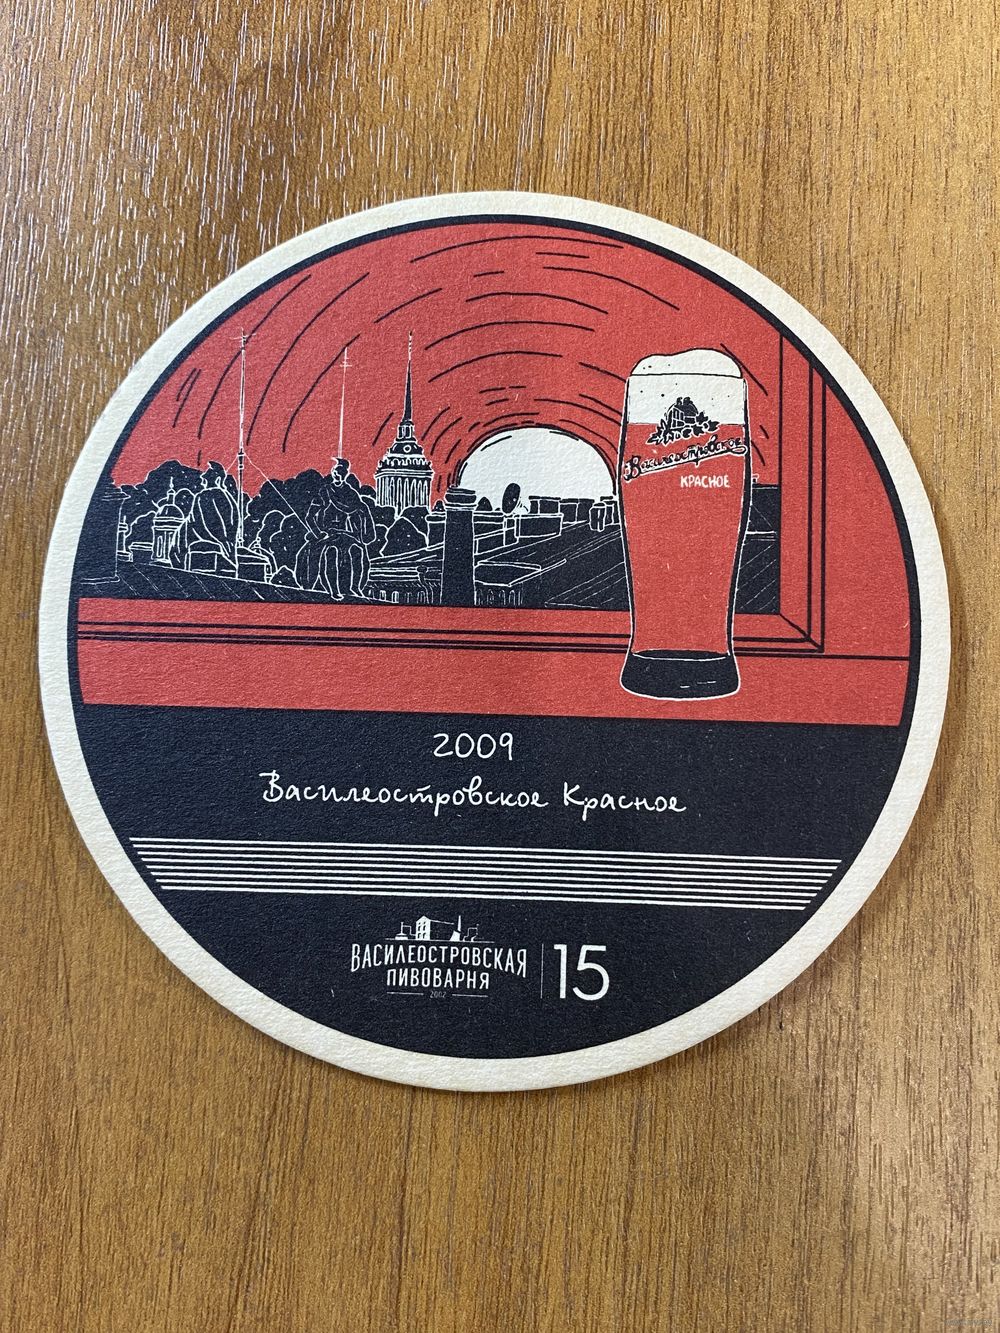 Василеостровское
КРАСНОЕ
2009
Василеостровское Красное
ВАСИЛЕОСТРОВСКАЯ
ПИВОВАРНЯ
2002
15